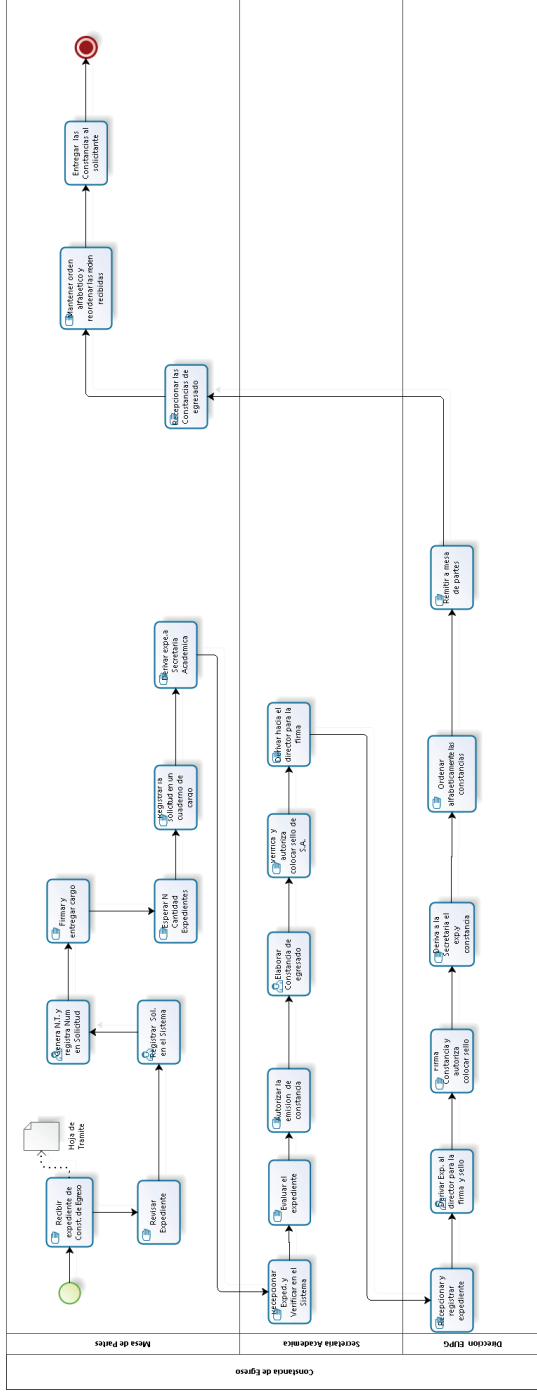 Constancia de Egreso
Mesa de Partes
Recibir
expediente de
Const. de Egreso
Hoja de
Tramite
Revisar
Expediente
Registrar Sol.
en el Sistema
Genera N.T. y
registra Num
en Solicitud
Firmar y
entregar cargo
Esperar N
Cantidad
Expedientes
Registrar la
solicitud en un
cuaderno de
cargo
Derivar expe.a
Secretaria
Academica
Recepcionar las
Constancias de
egresado
Mantener orden
alfabetico y
reordenar las reden
recibidas
Entregar las
Constancias al
solicitante
Secretaria Academica
Recepcionar
Exped. y
Verificar en el
Sistema
Evaluar el
expediente
Autorizar la
emision de
constancia
Elaborar
Constancia de
egresado
Verifica y
autoriza
colocar sello de
S.A.
Derivar hacia el
director para la
firma
Direccion EUPG
Recepcionar y
registrar
expediente
Derivar Exp. al
director para la
firma y sello
Firma
Constancia y
autoriza
colocar sello
Deriva a la
Secretaria el
exp.y
constancia
Ordenar
alfabeticamente las
constancias
Remitir a mesa
de partes